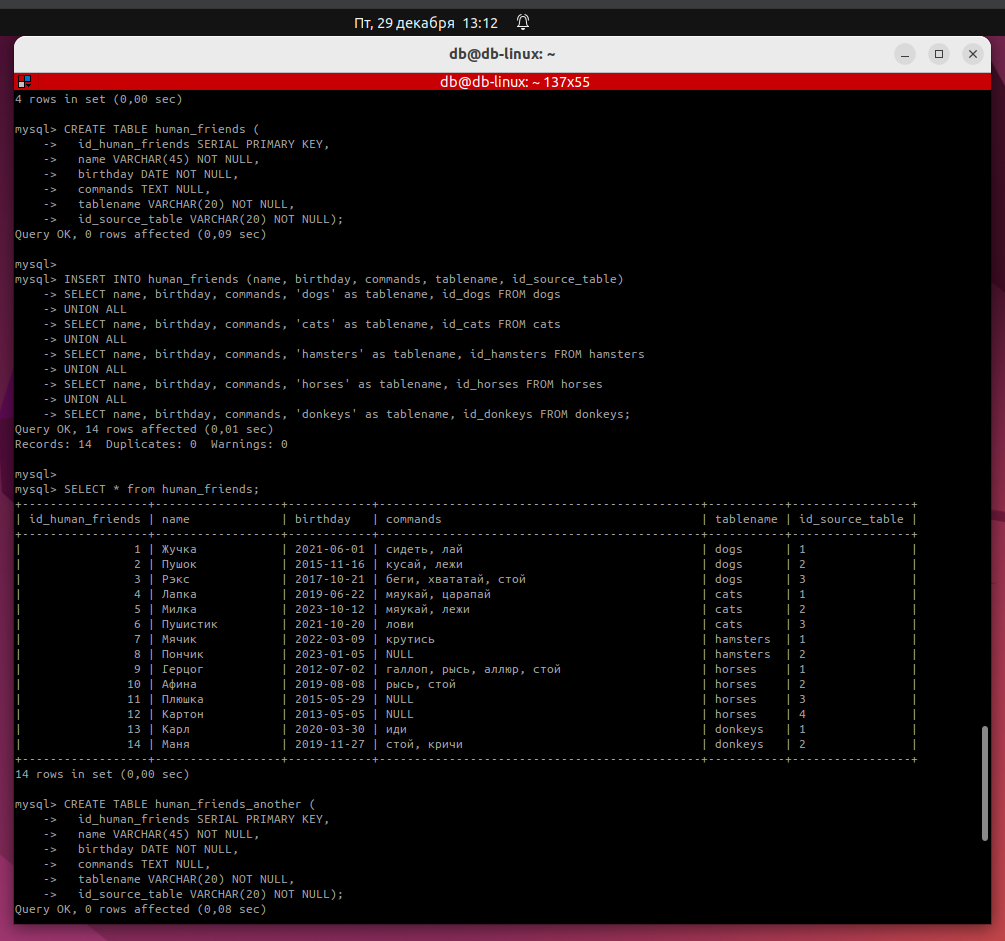 Пт, 29 декабря 13:12
db@db-linux: ~
db@db-linux: ~ 137x55
4 rows in set (0,00 sec)
mysql> CREATE TABLE human_friends (
    ->   id_human_friends SERIAL PRIMARY KEY,
    ->   name VARCHAR(45) NOT NULL,
    ->   birthday DATE NOT NULL,
    ->   commands TEXT NULL,
    ->   tablename VARCHAR(20) NOT NULL,
    ->   id_source_table VARCHAR(20) NOT NULL);
Query OK, 0 rows affected (0,09 sec)
mysql>
mysql> INSERT INTO human_friends (name, birthday, commands, tablename, id_source_table)
    -> SELECT name, birthday, commands, 'dogs' as tablename, id_dogs FROM dogs
    -> UNION ALL
    -> SELECT name, birthday, commands, 'cats' as tablename, id_cats FROM cats
    -> UNION ALL
    -> SELECT name, birthday, commands, 'hamsters' as tablename, id_hamsters FROM hamsters
    -> UNION ALL
    -> SELECT name, birthday, commands, 'horses' as tablename, id_horses FROM horses
    -> UNION ALL
    -> SELECT name, birthday, commands, 'donkeys' as tablename, id_donkeys FROM donkeys;
Query OK, 14 rows affected (0,01 sec)
Records: 14  Duplicates: 0  Warnings: 0
mysql>
mysql> SELECT * from human_friends;
| id_human_friends | name | birthday | commands | tablename | id_source_table |
| 1 | Жучка | 2021-06-01 | сидеть, лай | dogs | 1 |
| 2 | Пушок | 2015-11-16 | кусай, лежи | dogs | 2 |
| 3 | Рэкс | 2017-10-21 | беги, хвататай, стой | dogs | 3 |
| 4 | Лапка | 2019-06-22 | мяукай, царапай | cats | 1 |
| 5 | Милка | 2023-10-12 | мяукай, лежи | cats | 2 |
| 6 | Пушистик | 2021-10-20 | лови | cats | 3 |
| 7 | Мячик | 2022-03-09 | крутись | hamsters | 1 |
| 8 | Пончик | 2023-01-05 | NULL | hamsters | 2 |
| 9 | Герцог | 2012-07-02 | галлоп, рысь, аллюр, стой | horses | 1 |
| 10 | Афина | 2019-08-08 | рысь, стой | horses | 2 |
| 11 | Плюшка | 2015-05-29 | NULL | horses | 3 |
| 12 | Картон | 2013-05-05 | NULL | horses | 4 |
| 13 | Карл | 2020-03-30 | иди | donkeys | 1 |
| 14 | Маня | 2019-11-27 | стой, кричи | donkeys | 2 |
14 rows in set (0,00 sec)
mysql> CREATE TABLE human_friends_another (
    ->   id_human_friends SERIAL PRIMARY KEY,
    ->   name VARCHAR(45) NOT NULL,
    ->   birthday DATE NOT NULL,
    ->   commands TEXT NULL,
    ->   tablename VARCHAR(20) NOT NULL,
    ->   id_source_table VARCHAR(20) NOT NULL);
Query OK, 0 rows affected (0,08 sec)